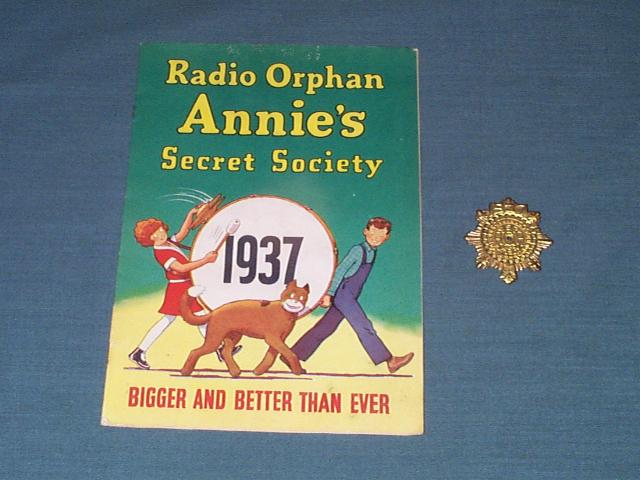 Radio Orphan
Annie's
Secret Society
1937
BIGGER AND BETTER THAN EVER